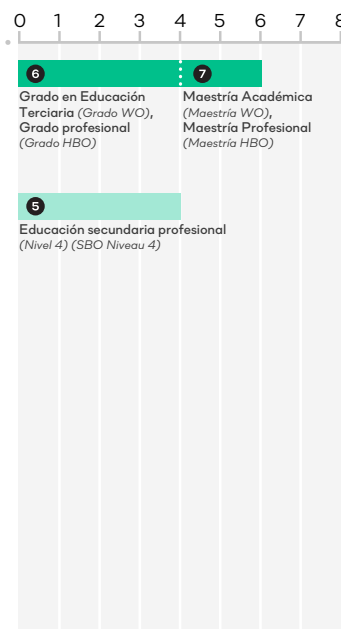 0 1 2 3 4 5 6 7 8
6 7
Grado en Educación
Terciaria (Grado WO),
Grado profesional
(Grado HBO)
Maestría Académica
(Maestría WO),
Maestría Profesional
(Maestría HBO)
5
Educación secundaria profesional
(Nivel 4) (SBO Niveau 4)